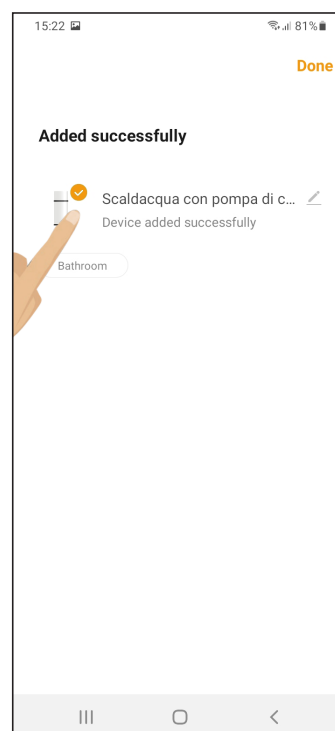 15:22 81%
Done
Added successfully
Scaldacqua con pompa di c...
Device added successfully
Bathroom